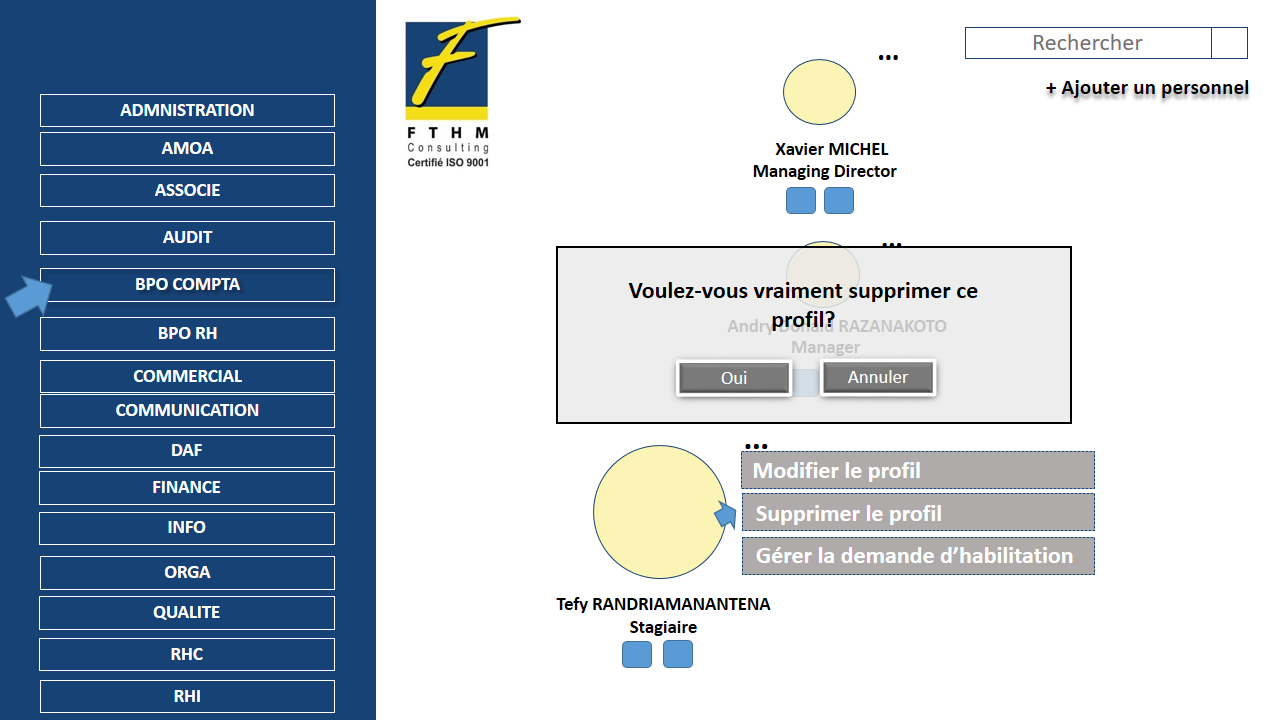 ADMNISTRATION
AMOA
ASSOCIE
AUDIT
BPO COMPTA
BPO RH
COMMERCIAL
COMMUNICATION
DAF
FINANCE
INFO
ORGA
QUALITE
RHC
RHI
F T H M
Consulting
Certifié ISO 9001
Rechercher
+ Ajouter un personnel
...
Xavier MICHEL
Managing Director
...
Voulez-vous vraiment supprimer ce
profil?
Andry Donald RAZANAKOTO
Manager
Oui
Annuler
...
Modifier le profil
Supprimer le profil
Gérer la demande d’habilitation
Tefy RANDRIAMANANTENA
Stagiaire